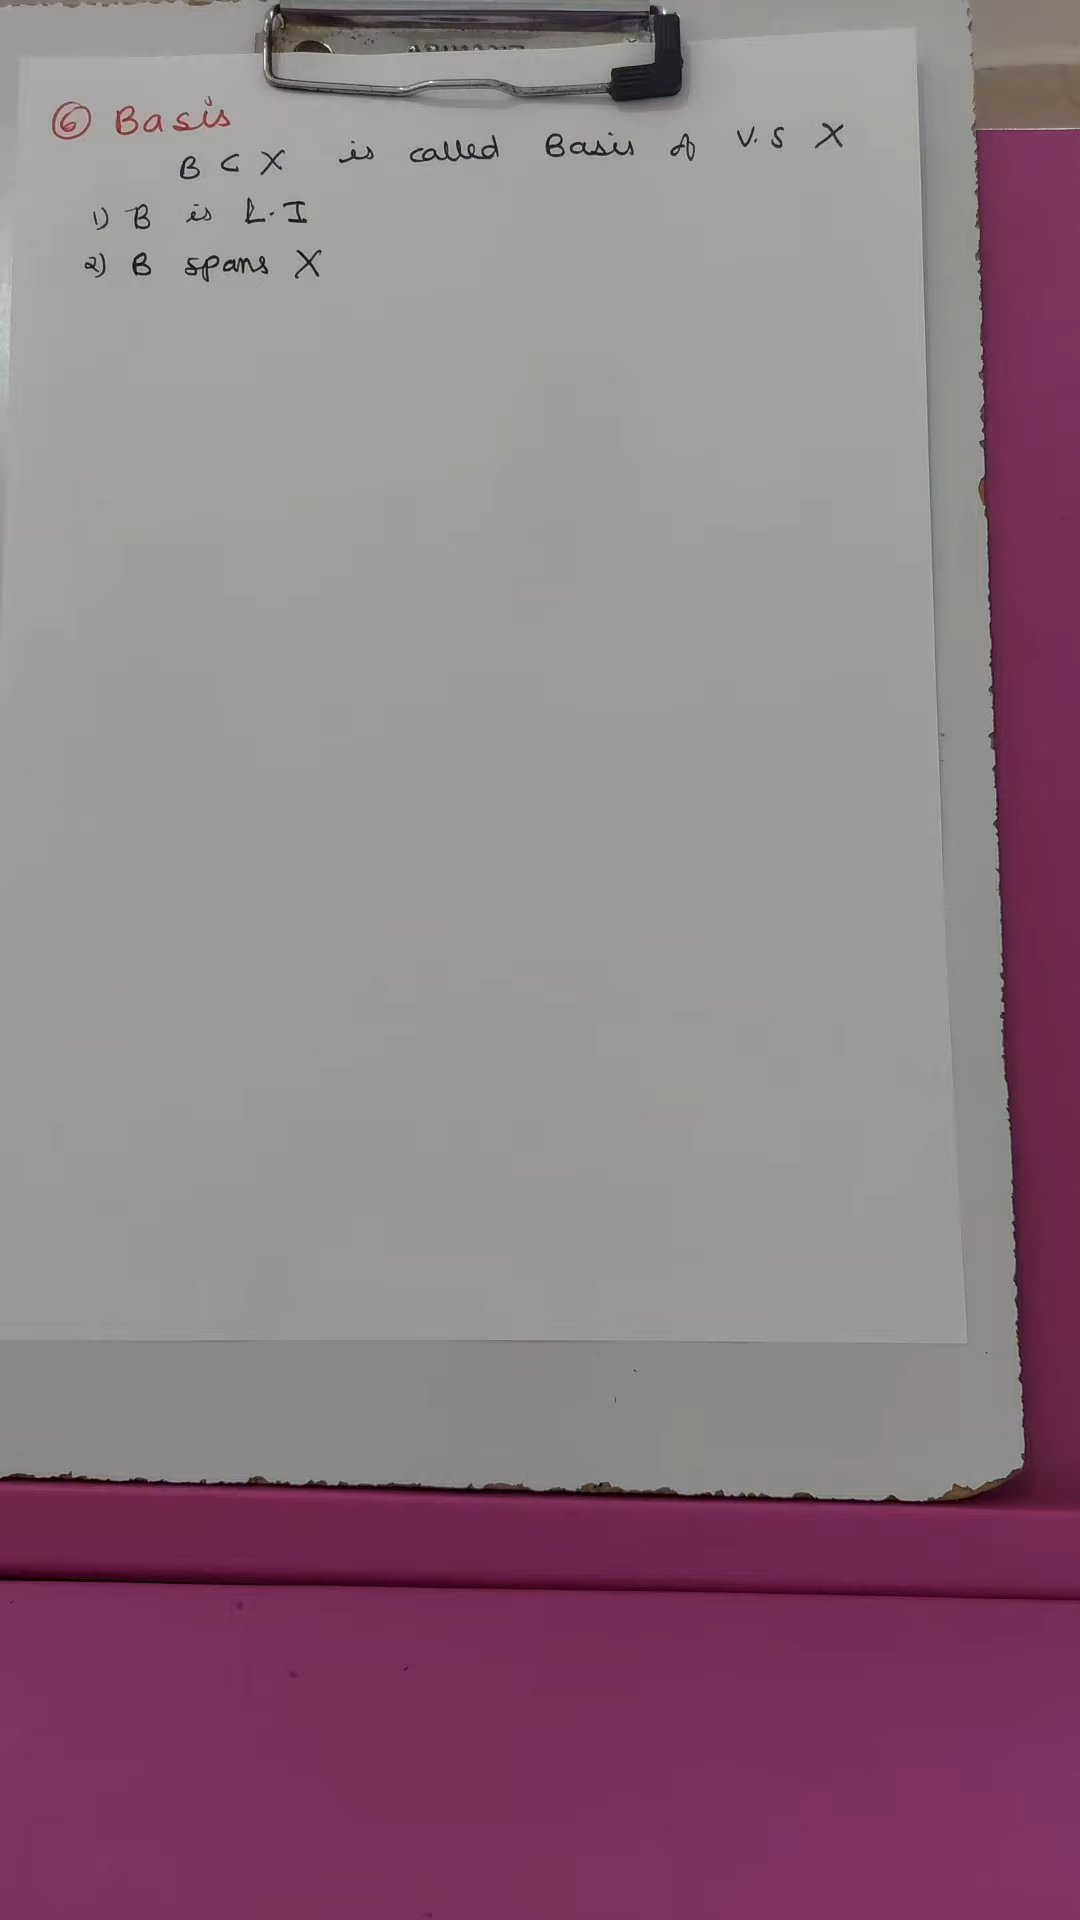 ⑥ Basis
B ⊂ X is called Basis of V.S X
1) B is L.I
2) B spans X